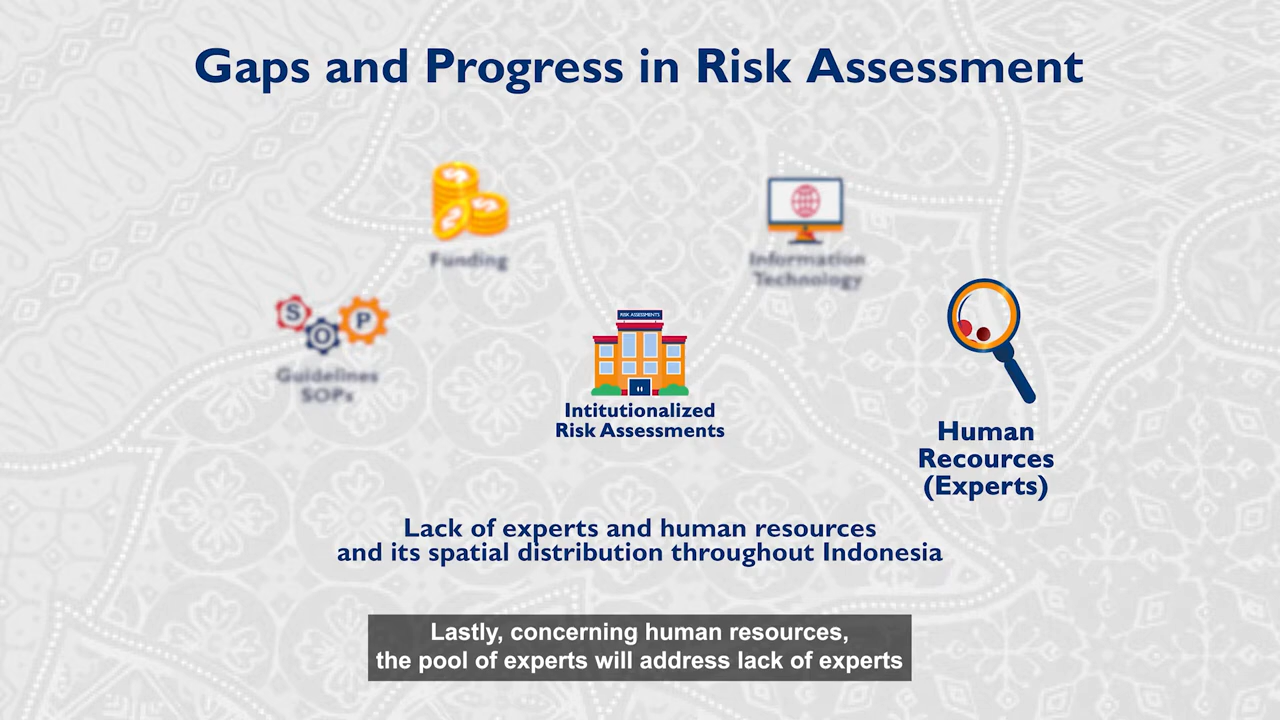 Gaps and Progress in Risk Assessment
Funding
Information
Technology
S
O
P
Guidelines
SOPs
RISK ASSESSMENTS
Intitutionalized
Risk Assessments
Human
Recources
(Experts)
Lack of experts and human resources
and its spatial distribution throughout Indonesia
Lastly, concerning human resources,
the pool of experts will address lack of experts